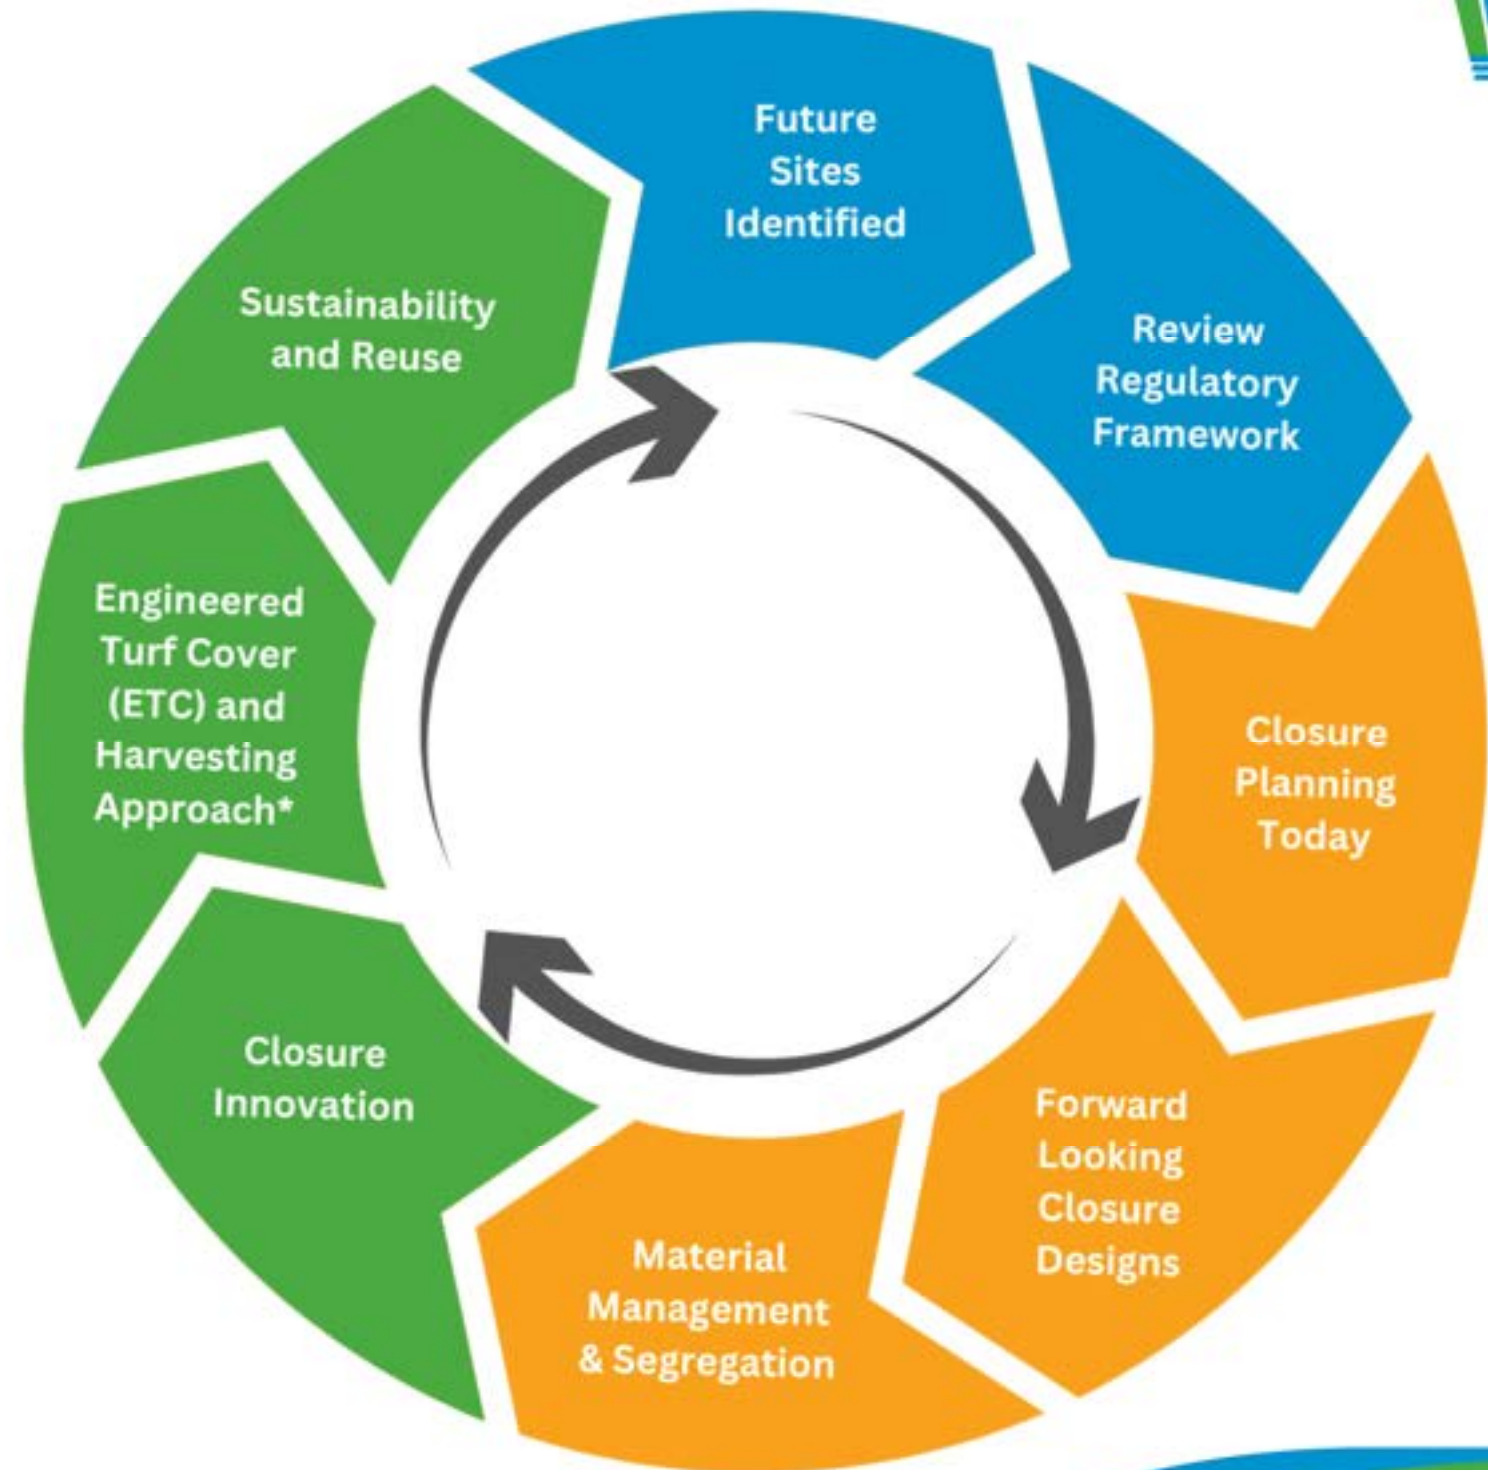 Future
Sites
Identified
Review
Regulatory
Framework
Closure
Planning
Today
Forward
Looking
Closure
Designs
Material
Management
& Segregation
Closure
Innovation
Engineered
Turf Cover
(ETC) and
Harvesting
Approach*
Sustainability
and Reuse